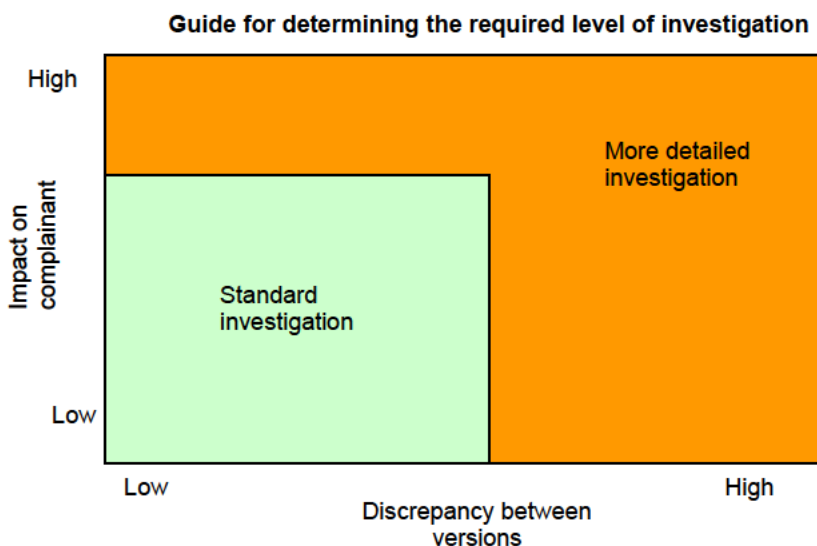 Guide for determining the required level of investigation
High
More detailed
investigation
Impact on
complainant
Standard
investigation
Low
Low
High
Discrepancy between
versions